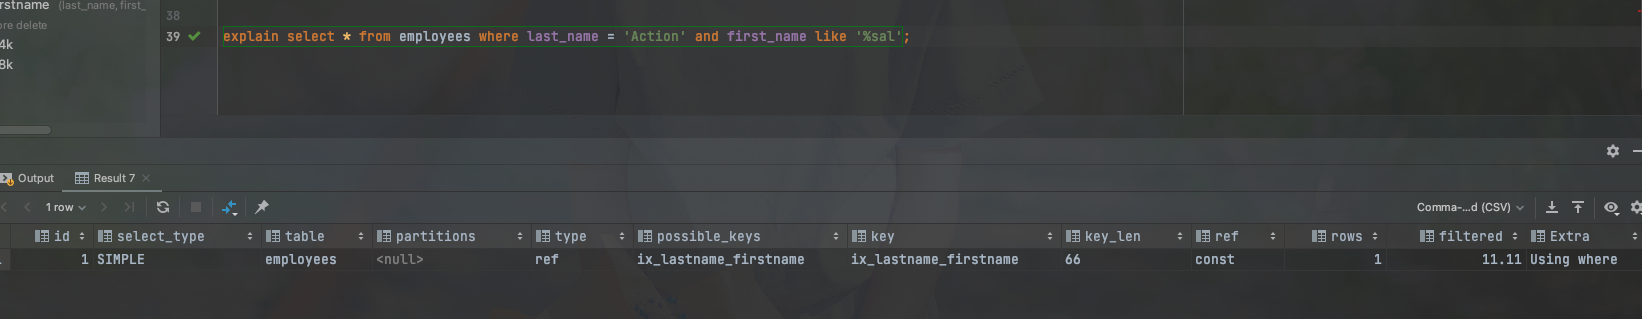 rstname (last_name, first_
ore delete
4k
8k
38
39 explain select * from employees where last_name = 'Action' and first_name like '%sal';
Output Result 7
1 row Comma-...d (CSV)
id select_type table partitions type possible_keys key key_len ref rows filtered Extra
1 SIMPLE employees <null> ref ix_lastname_firstname ix_lastname_firstname 66 const 1 11.11 Using where